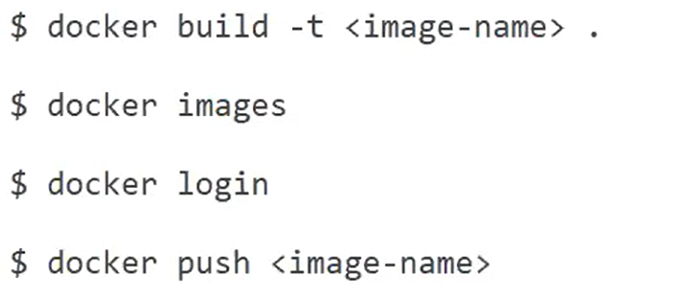 $ docker build -t <image-name> .
$ docker images
$ docker login
$ docker push <image-name>